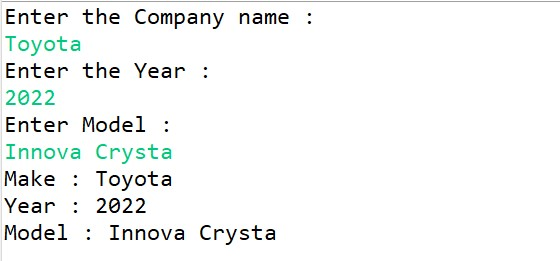 Enter the Company name :
Toyota
Enter the Year :
2022
Enter Model :
Innova Crysta
Make : Toyota
Year : 2022
Model : Innova Crysta